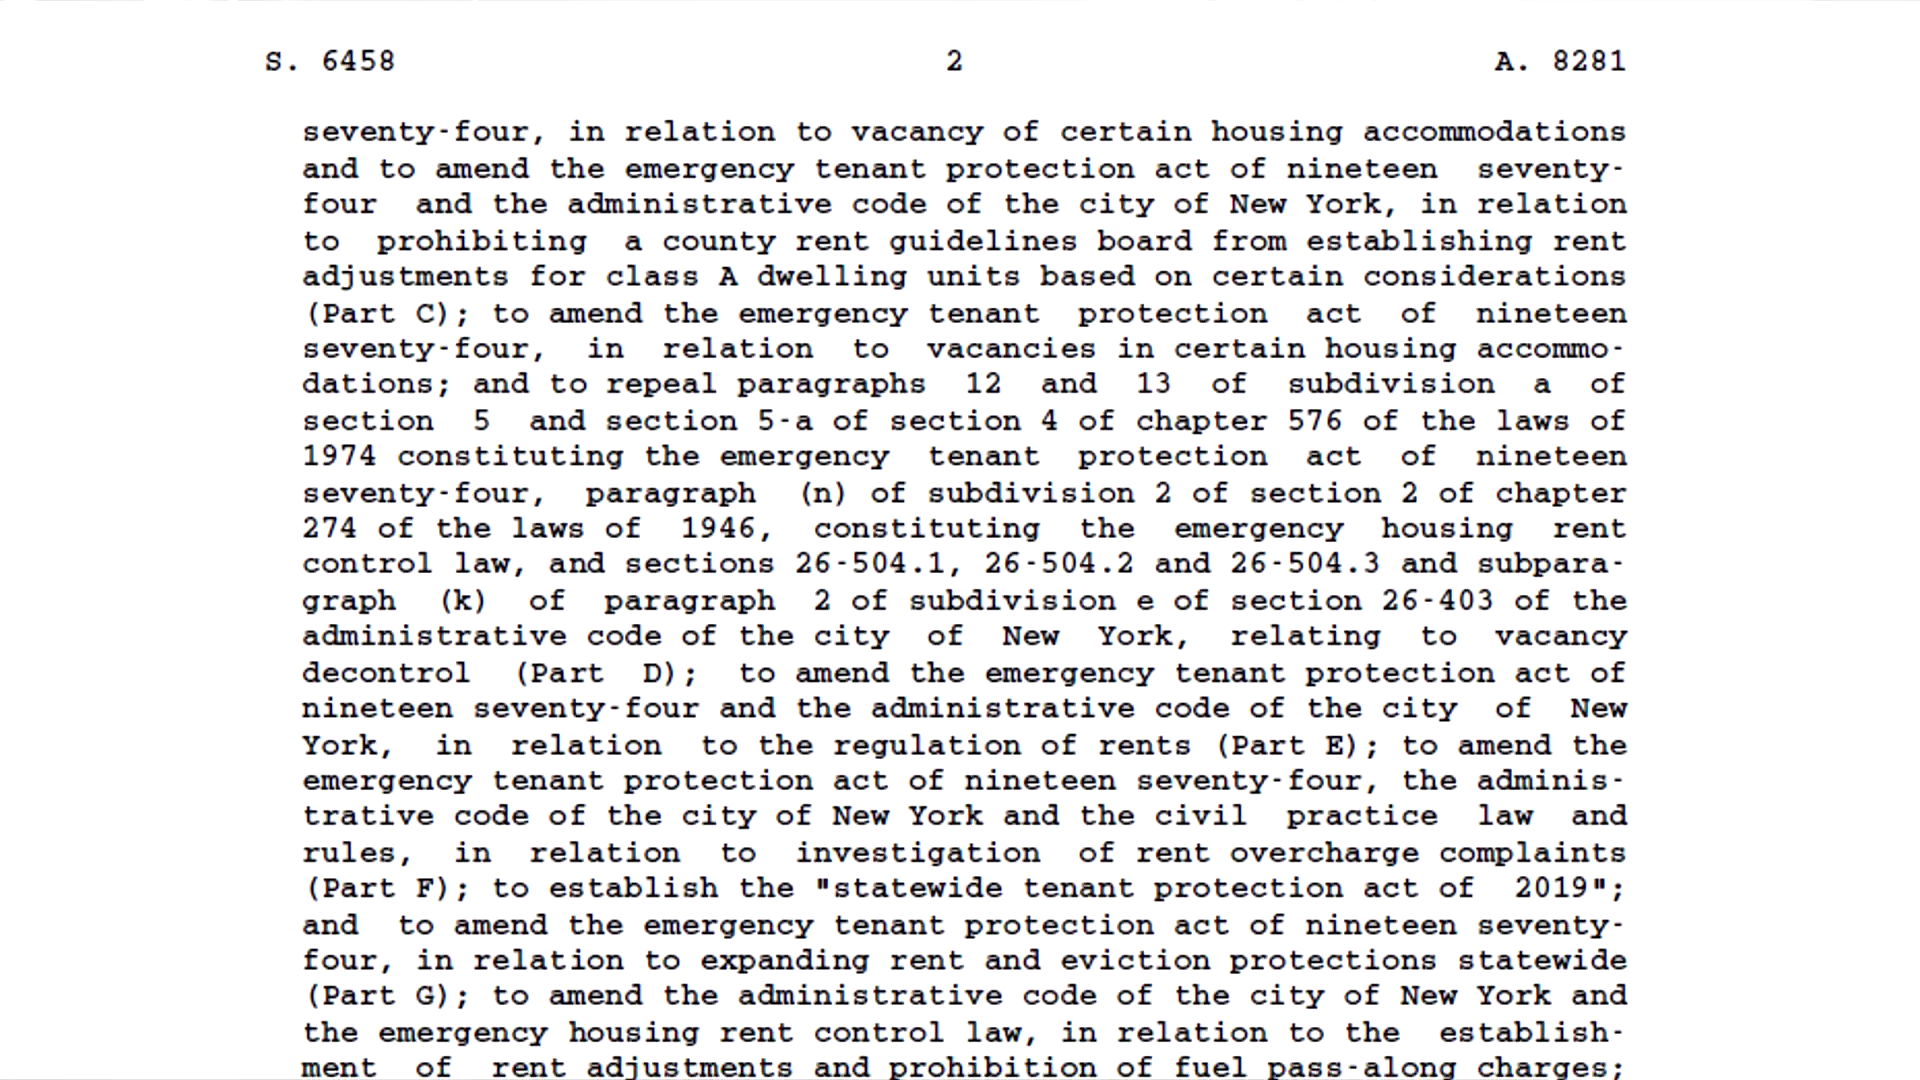 S. 6458 2 A. 8281
seventy-four, in relation to vacancy of certain housing accommodations
and to amend the emergency tenant protection act of nineteen seventy-
four and the administrative code of the city of New York, in relation
to prohibiting a county rent guidelines board from establishing rent
adjustments for class A dwelling units based on certain considerations
(Part C); to amend the emergency tenant protection act of nineteen
seventy-four, in relation to vacancies in certain housing accommo-
dations; and to repeal paragraphs 12 and 13 of subdivision a of
section 5 and section 5-a of section 4 of chapter 576 of the laws of
1974 constituting the emergency tenant protection act of nineteen
seventy-four, paragraph (n) of subdivision 2 of section 2 of chapter
274 of the laws of 1946, constituting the emergency housing rent
control law, and sections 26-504.1, 26-504.2 and 26-504.3 and subpara-
graph (k) of paragraph 2 of subdivision e of section 26-403 of the
administrative code of the city of New York, relating to vacancy
decontrol (Part D); to amend the emergency tenant protection act of
nineteen seventy-four and the administrative code of the city of New
York, in relation to the regulation of rents (Part E); to amend the
emergency tenant protection act of nineteen seventy-four, the adminis-
trative code of the city of New York and the civil practice law and
rules, in relation to investigation of rent overcharge complaints
(Part F); to establish the "statewide tenant protection act of 2019";
and to amend the emergency tenant protection act of nineteen seventy-
four, in relation to expanding rent and eviction protections statewide
(Part G); to amend the administrative code of the city of New York and
the emergency housing rent control law, in relation to the establish-
ment of rent adjustments and prohibition of fuel pass-along charges;